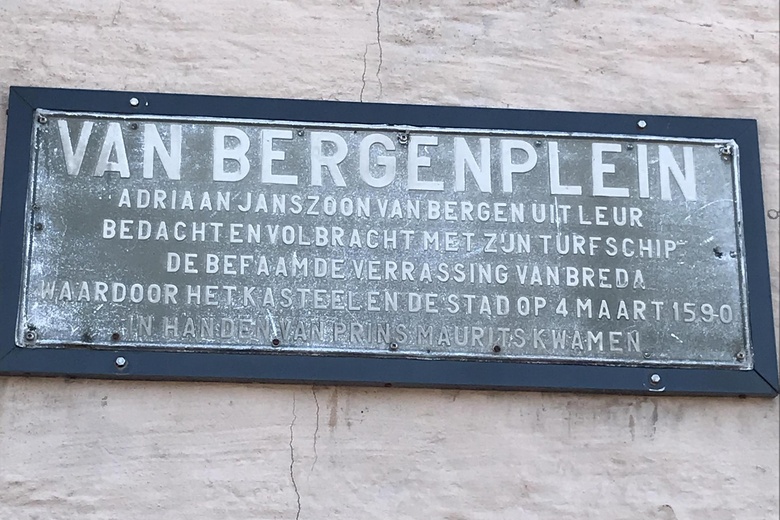 VAN BERGENPLEIN
ADRIAAN JANSZOON VAN BERGEN UIT LEUR
BEDACHT EN VOLBRACHT MET ZIJN TURFSCHIP
DE BEFAAMDE VERRASSING VAN BREDA
WAARDOOR HET KASTEEL EN DE STAD OP 4 MAART 1590
IN HANDEN VAN PRINS MAURITS KWAMEN